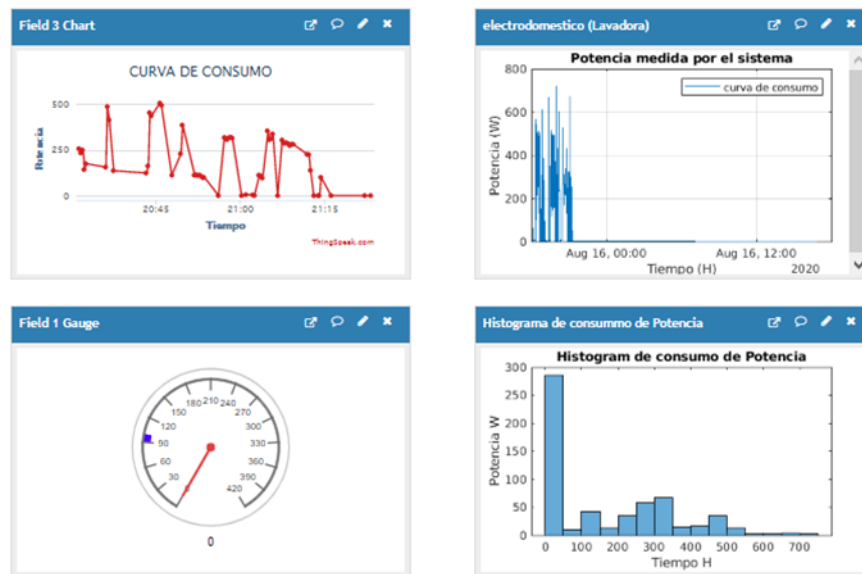 Field 3 Chart
CURVA DE CONSUMO
500
250
0
Potencia
20:45
21:00
21:15
Tiempo
ThingSpeak.com
electrodomestico (Lavadora)
Potencia medida por el sistema
curva de consumo
800
600
400
200
0
Potencia (W)
Aug 16, 00:00
Aug 16, 12:00
Tiempo (H)
2020
Field 1 Gauge
0
30
60
90
120
150
180
210
240
270
300
330
360
390
420
0
Histograma de consummo de Potencia
Histogram de consumo de Potencia
300
250
200
150
100
50
0
Potencia W
0
100
200
300
400
500
600
700
Tiempo H